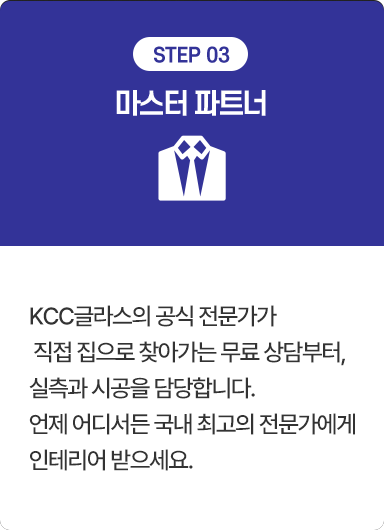 STEP 03
마스터 파트너
KCC글라스의 공식 전문가가
직접 집으로 찾아가는 무료 상담부터,
실측과 시공을 담당합니다.
언제 어디서든 국내 최고의 전문가에게
인테리어 받으세요.